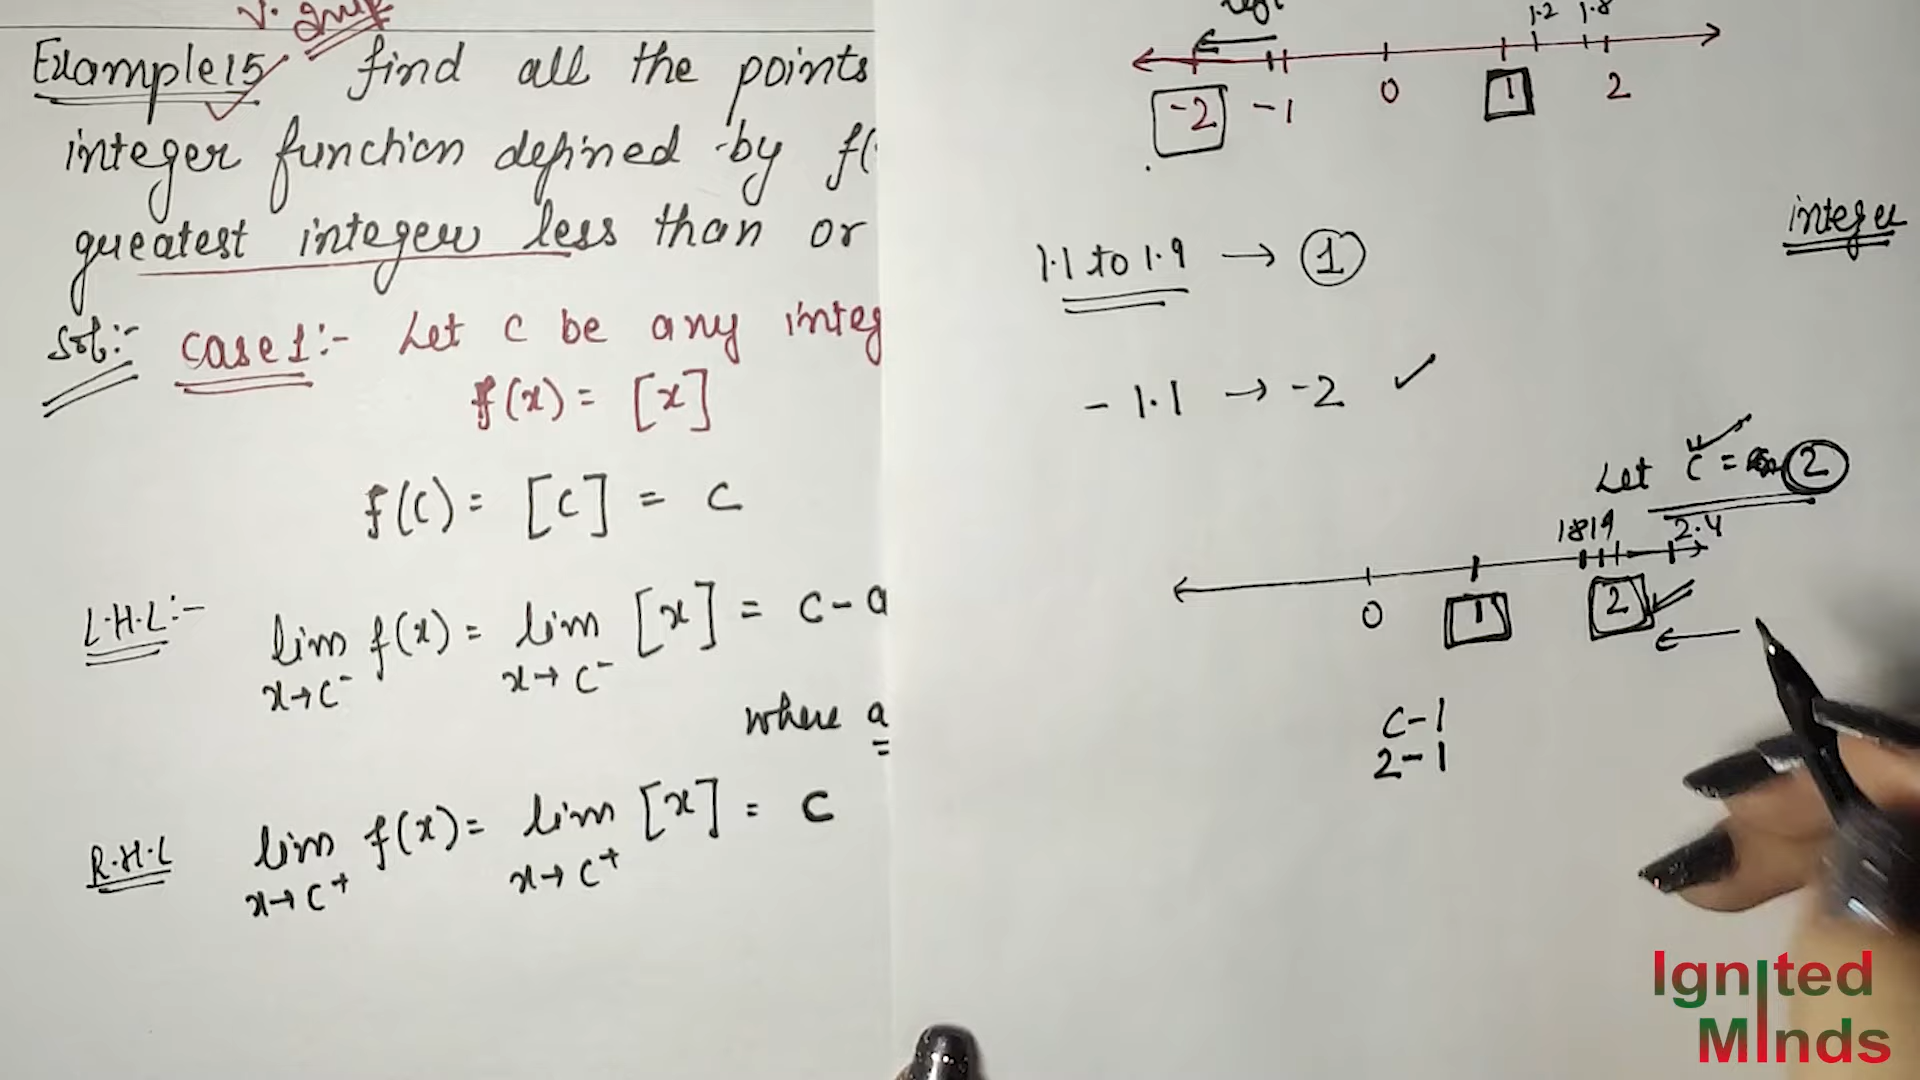 V. Imp
Example 15 find all the points
integer function defined by f(
greatest integer less than or
Sol:- Case 1:- Let C be any integ
f(x) = [x]
f(C) = [C] = C
L.H.L:- lim f(x) = lim [x] = C - a
x→C⁻ x→C⁻
where a
R.H.L lim f(x) = lim [x] = C
x→C⁺ x→C⁺
1.2 1.8
-2 -1 0 1 2
integer
1.1 to 1.9 → 1
-1.1 → -2 ✓
Let C = 2
1.8 1.9 2.4
0 1 2
C-1
2-1
Ignited
Minds